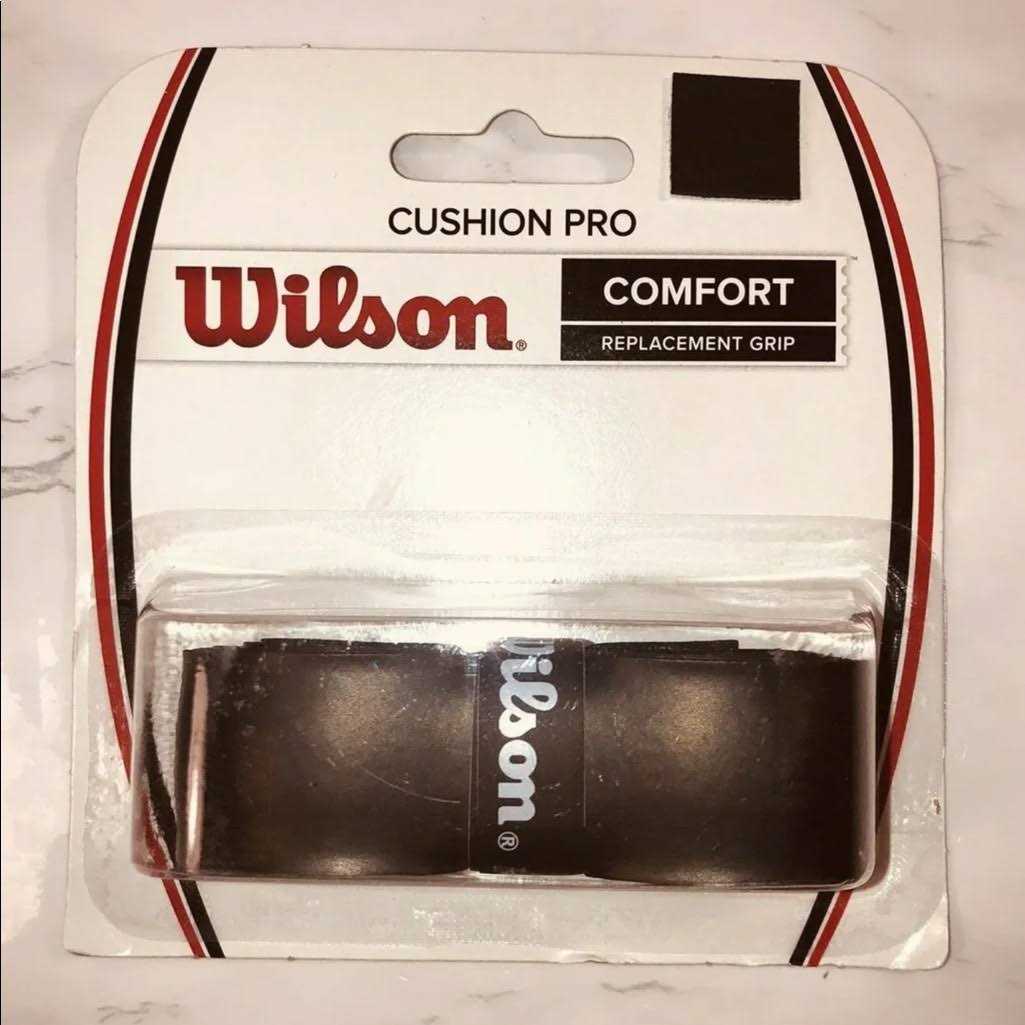 CUSHION PRO
Wilson®
COMFORT
REPLACEMENT GRIP
Wilson®